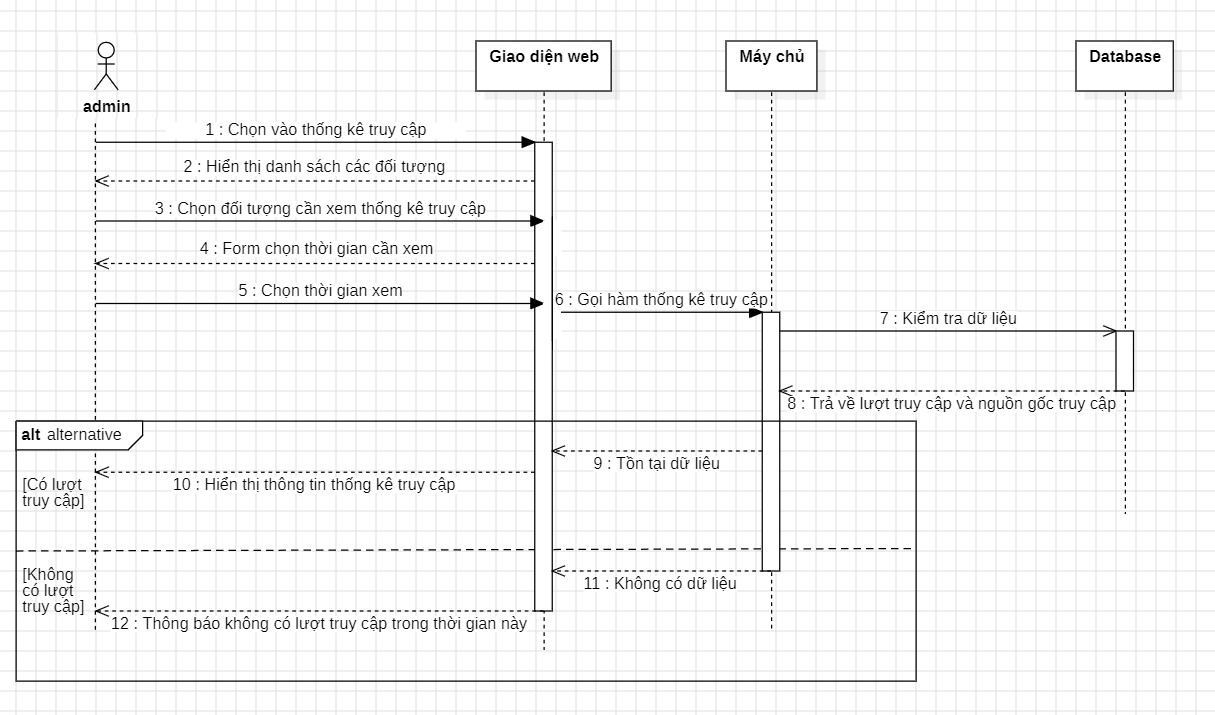 Giao diện web
Máy chủ
Database
admin
1 : Chọn vào thống kê truy cập
2 : Hiển thị danh sách các đối tượng
3 : Chọn đối tượng cần xem thống kê truy cập
4 : Form chọn thời gian cần xem
5 : Chọn thời gian xem
6 : Gọi hàm thống kê truy cập
7 : Kiểm tra dữ liệu
8 : Trả về lượt truy cập và nguồn gốc truy cập
alt alternative
9 : Tồn tại dữ liệu
[Có lượt
truy cập]
10 : Hiển thị thông tin thống kê truy cập
[Không
có lượt
truy cập]
11 : Không có dữ liệu
12 : Thông báo không có lượt truy cập trong thời gian này